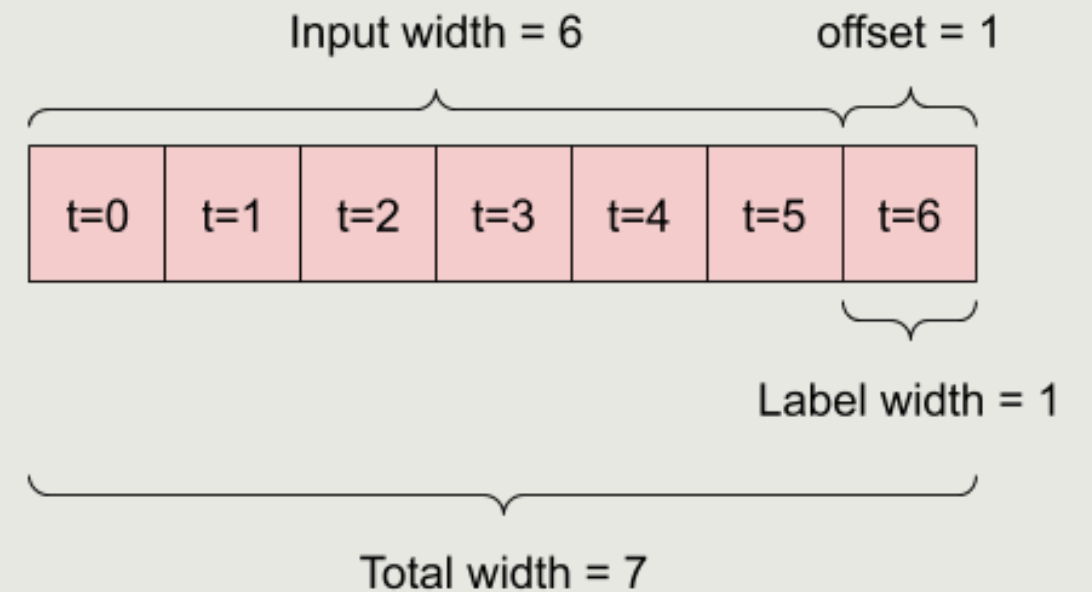 Input width = 6 offset = 1
t=0 t=1 t=2 t=3 t=4 t=5 t=6
Label width = 1
Total width = 7